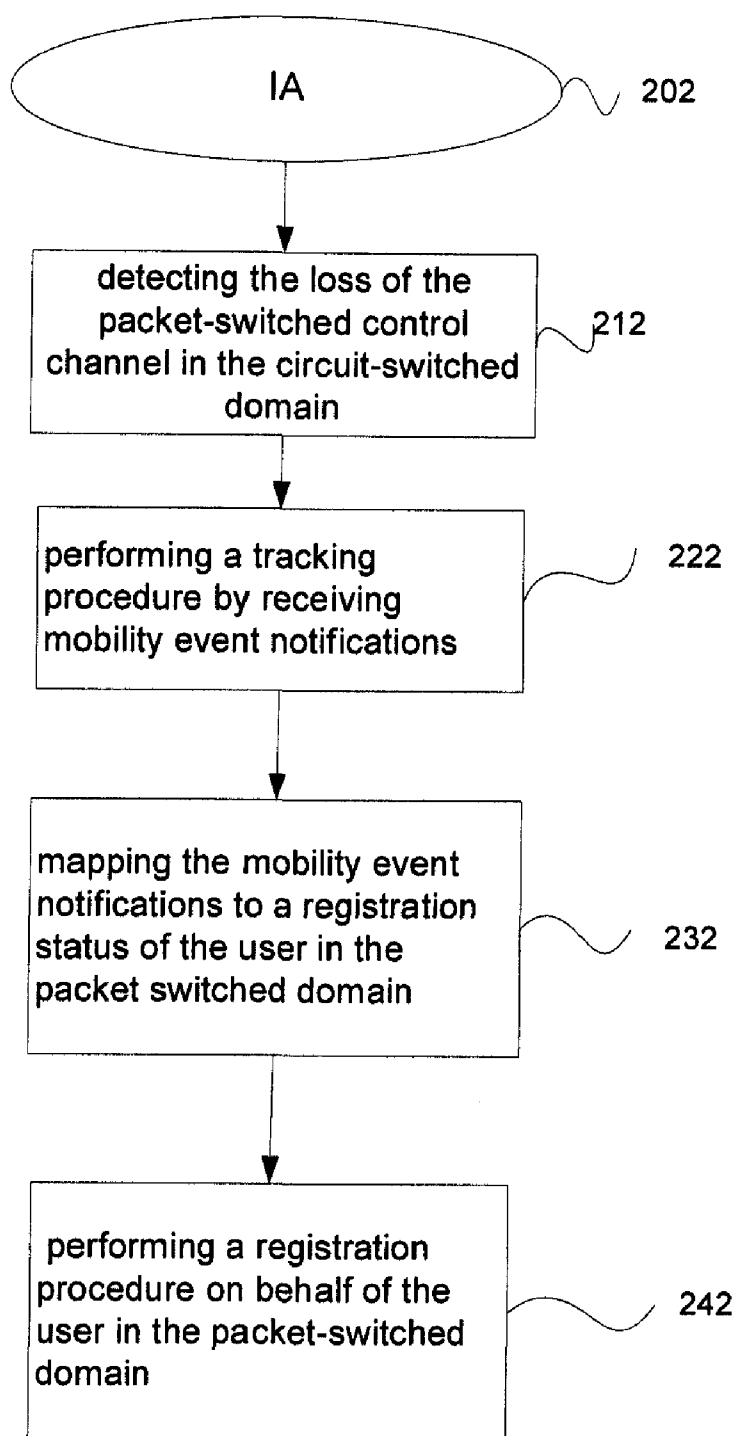 IA
202
detecting the loss of the
packet-switched control
channel in the circuit-switched
domain
212
performing a tracking
procedure by receiving
mobility event notifications
222
mapping the mobility event
notifications to a registration
status of the user in the
packet switched domain
232
performing a registration
procedure on behalf of the
user in the packet-switched
domain
242